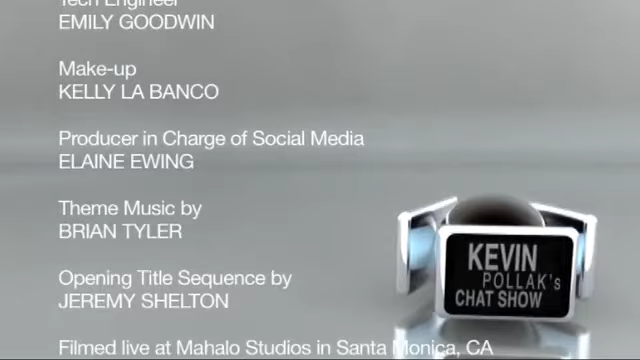 Tech Engineer
EMILY GOODWIN
Make-up
KELLY LA BANCO
Producer in Charge of Social Media
ELAINE EWING
Theme Music by
BRIAN TYLER
Opening Title Sequence by
JEREMY SHELTON
KEVIN
POLLAK's
CHAT SHOW
Filmed live at Mahalo Studios in Santa Monica, CA